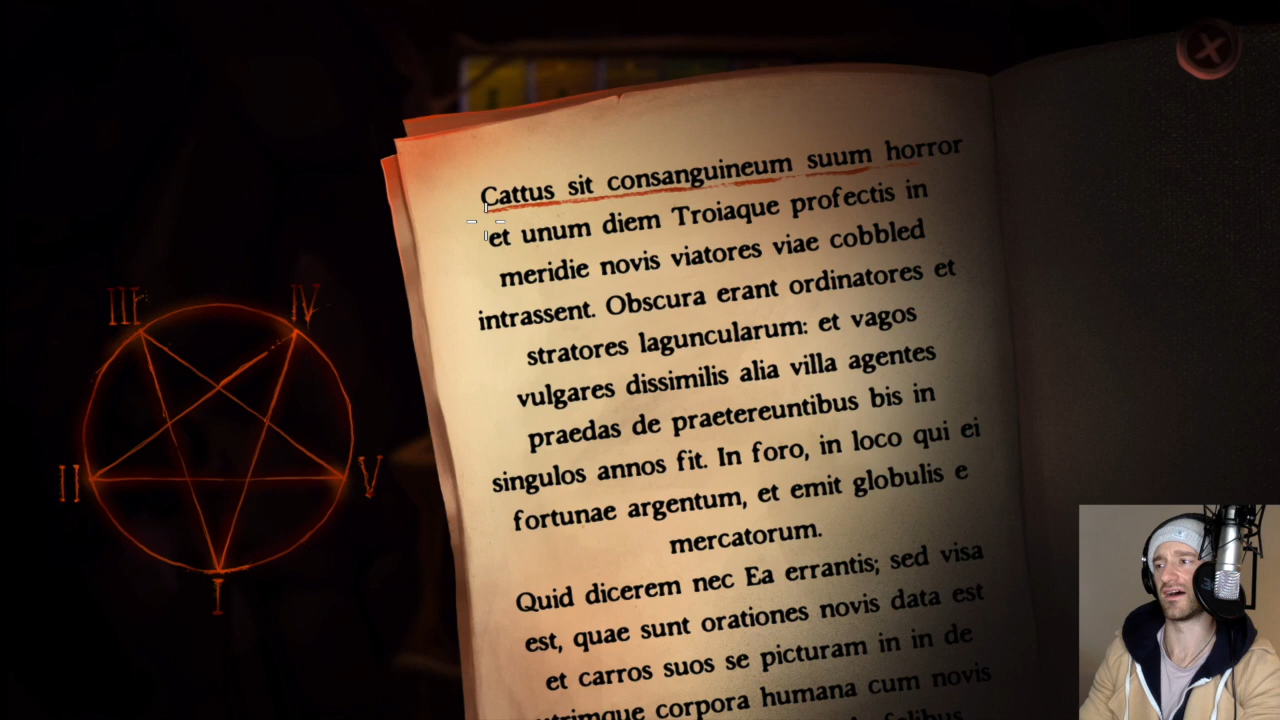 Cattus sit consanguineum suum horror
et unum diem Troiaque profectis in
meridie novis viatores viae cobbled
intrassent. Obscura erant ordinatores et
stratores laguncularum: et vagos
vulgares dissimilis alia villa agentes
praedas de praetereuntibus bis in
singulos annos fit. In foro, in loco qui ei
fortunae argentum, et emit globulis e
mercatorum.
Quid dicerem nec Ea errantis; sed visa
est, quae sunt orationes novis data est
et carros suos se picturam in in de
utrimque corpora humana cum novis
III
IV
II
V
I